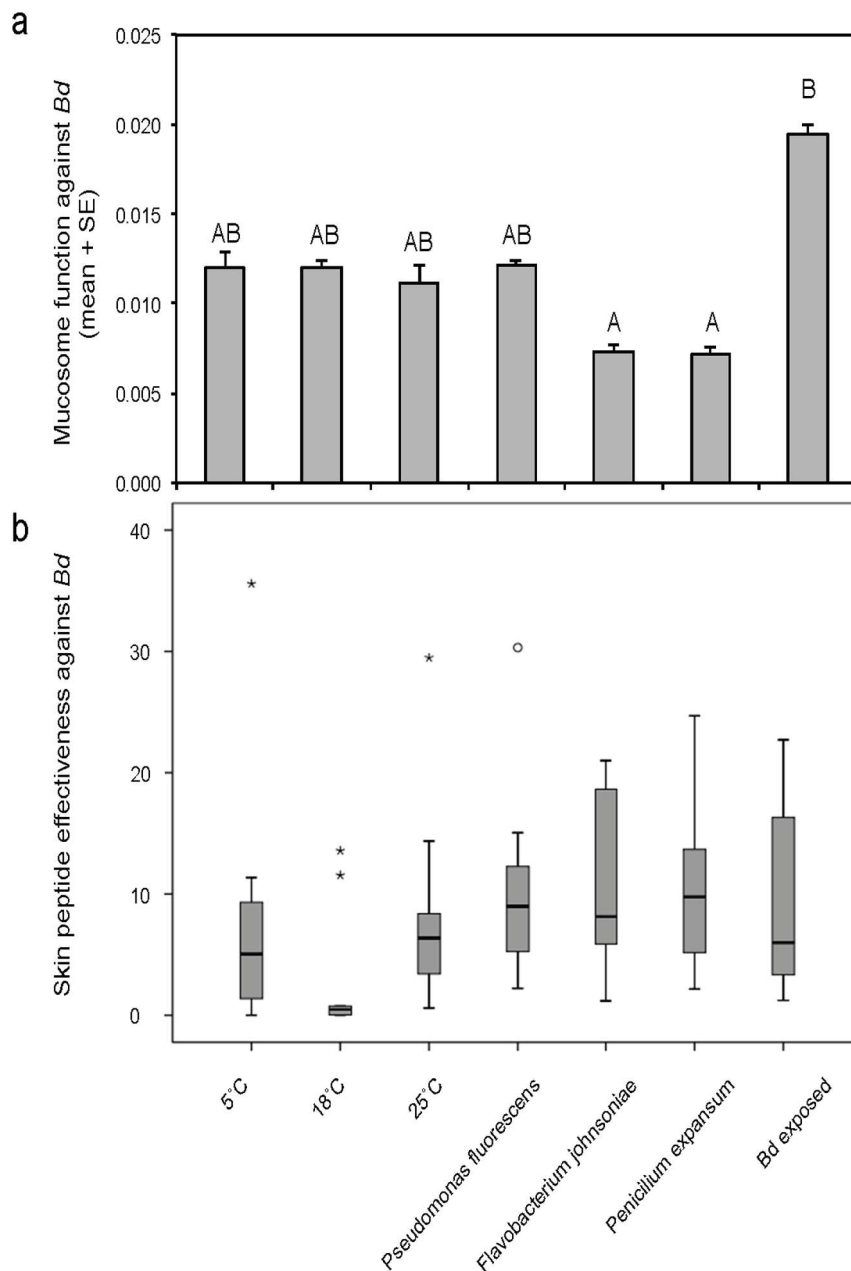 a
Mucosome function against Bd
(mean + SE)
0.025
0.020
0.015
0.010
0.005
0.000
AB
AB
AB
AB
A
A
B
b
Skin peptide effectiveness against Bd
40
30
20
10
0
*
*
*
*
5°C
18°C
25°C
Pseudomonas fluorescens
Flavobacterium johnsoniae
Penicilium expansum
Bd exposed